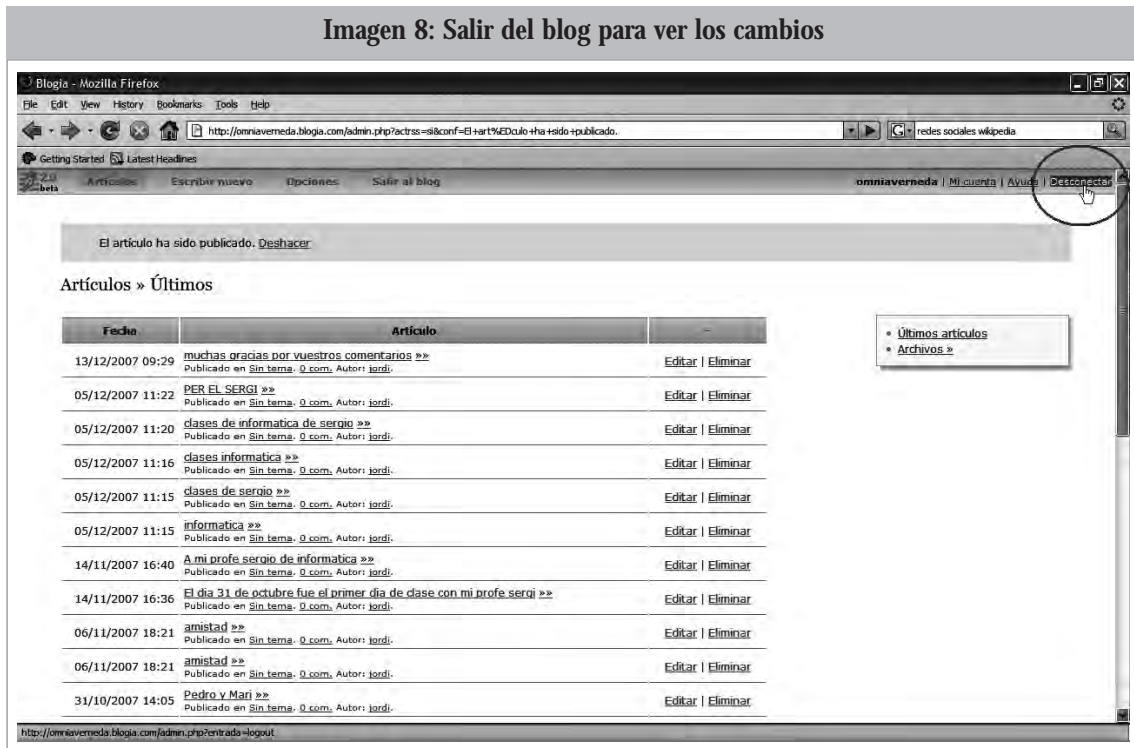 Imagen 8: Salir del blog para ver los cambios
Blogia - Mozilla Firefox
File Edit View History Bookmarks Tools Help
http://omniaverneda.blogia.com/admin.php?actrss=si&conf=El+art%EDculo+ha+sido+publicado.
G redes sociales wikipedia
Getting Started Latest Headlines
2.0 beta Artículos Escribir nuevo Opciones Salir al blog omniaverneda | Mi cuenta | Ayuda | Desconectar
El artículo ha sido publicado. Deshacer
Artículos » Últimos
Fecha Artículo -
• Últimos artículos
• Archivos »
13/12/2007 09:29 muchas gracias por vuestros comentarios »» Editar | Eliminar
Publicado en Sin tema. 0 com. Autor: jordi.
05/12/2007 11:22 PER EL SERGI »» Editar | Eliminar
Publicado en Sin tema. 0 com. Autor: jordi.
05/12/2007 11:20 clases de informatica de sergio »» Editar | Eliminar
Publicado en Sin tema. 0 com. Autor: jordi.
05/12/2007 11:16 clases informatica »» Editar | Eliminar
Publicado en Sin tema. 0 com. Autor: jordi.
05/12/2007 11:15 clases de sergio »» Editar | Eliminar
Publicado en Sin tema. 0 com. Autor: jordi.
05/12/2007 11:15 informatica »» Editar | Eliminar
Publicado en Sin tema. 0 com. Autor: jordi.
14/11/2007 16:40 A mi profe sergio de informatica »» Editar | Eliminar
Publicado en Sin tema. 0 com. Autor: jordi.
14/11/2007 16:36 El dia 31 de octubre fue el primer dia de clase con mi profe sergi »» Editar | Eliminar
Publicado en Sin tema. 0 com. Autor: jordi.
06/11/2007 18:21 amistad »» Editar | Eliminar
Publicado en Sin tema. 0 com. Autor: jordi.
06/11/2007 18:21 amistad »» Editar | Eliminar
Publicado en Sin tema. 0 com. Autor: jordi.
31/10/2007 14:05 Pedro y Mari »» Editar | Eliminar
Publicado en Sin tema. 0 com. Autor: jordi.
http://omniaverneda.blogia.com/admin.php?entrada=logout